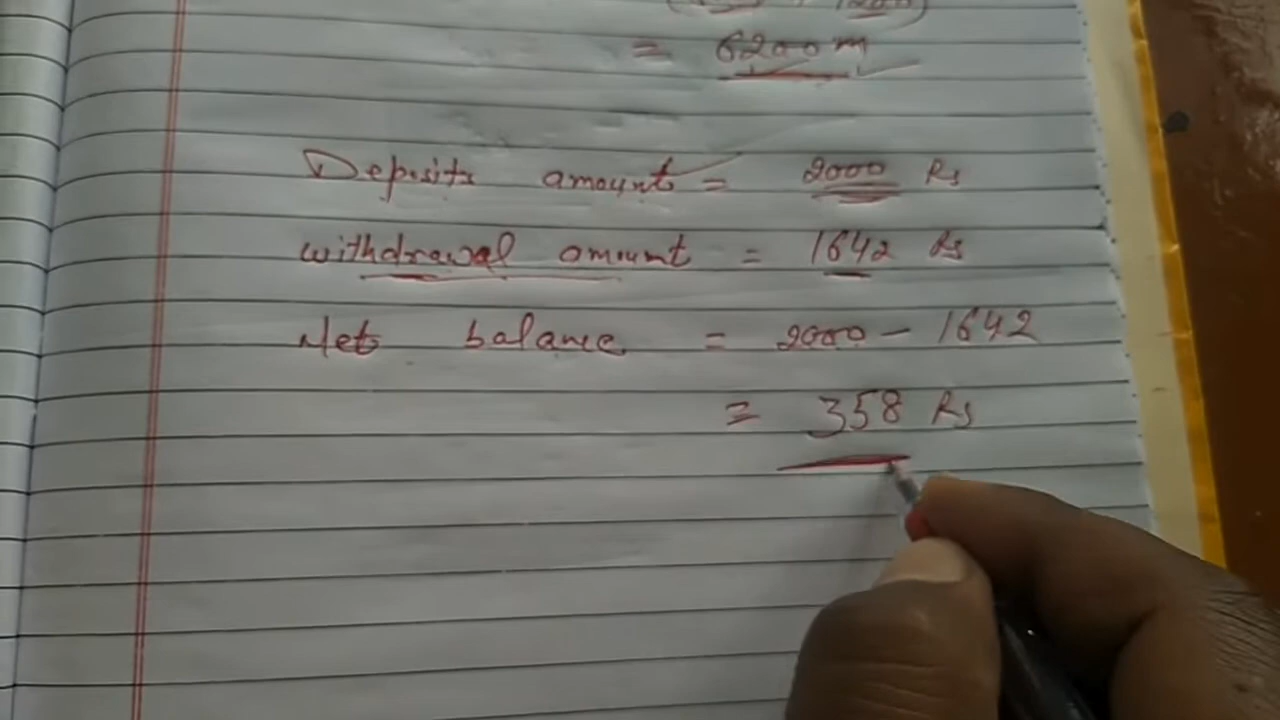 = 6200 m
Deposits amount = 2000 Rs
withdrawal amount = 1642 Rs
Net balance = 2000 - 1642
= 358 Rs